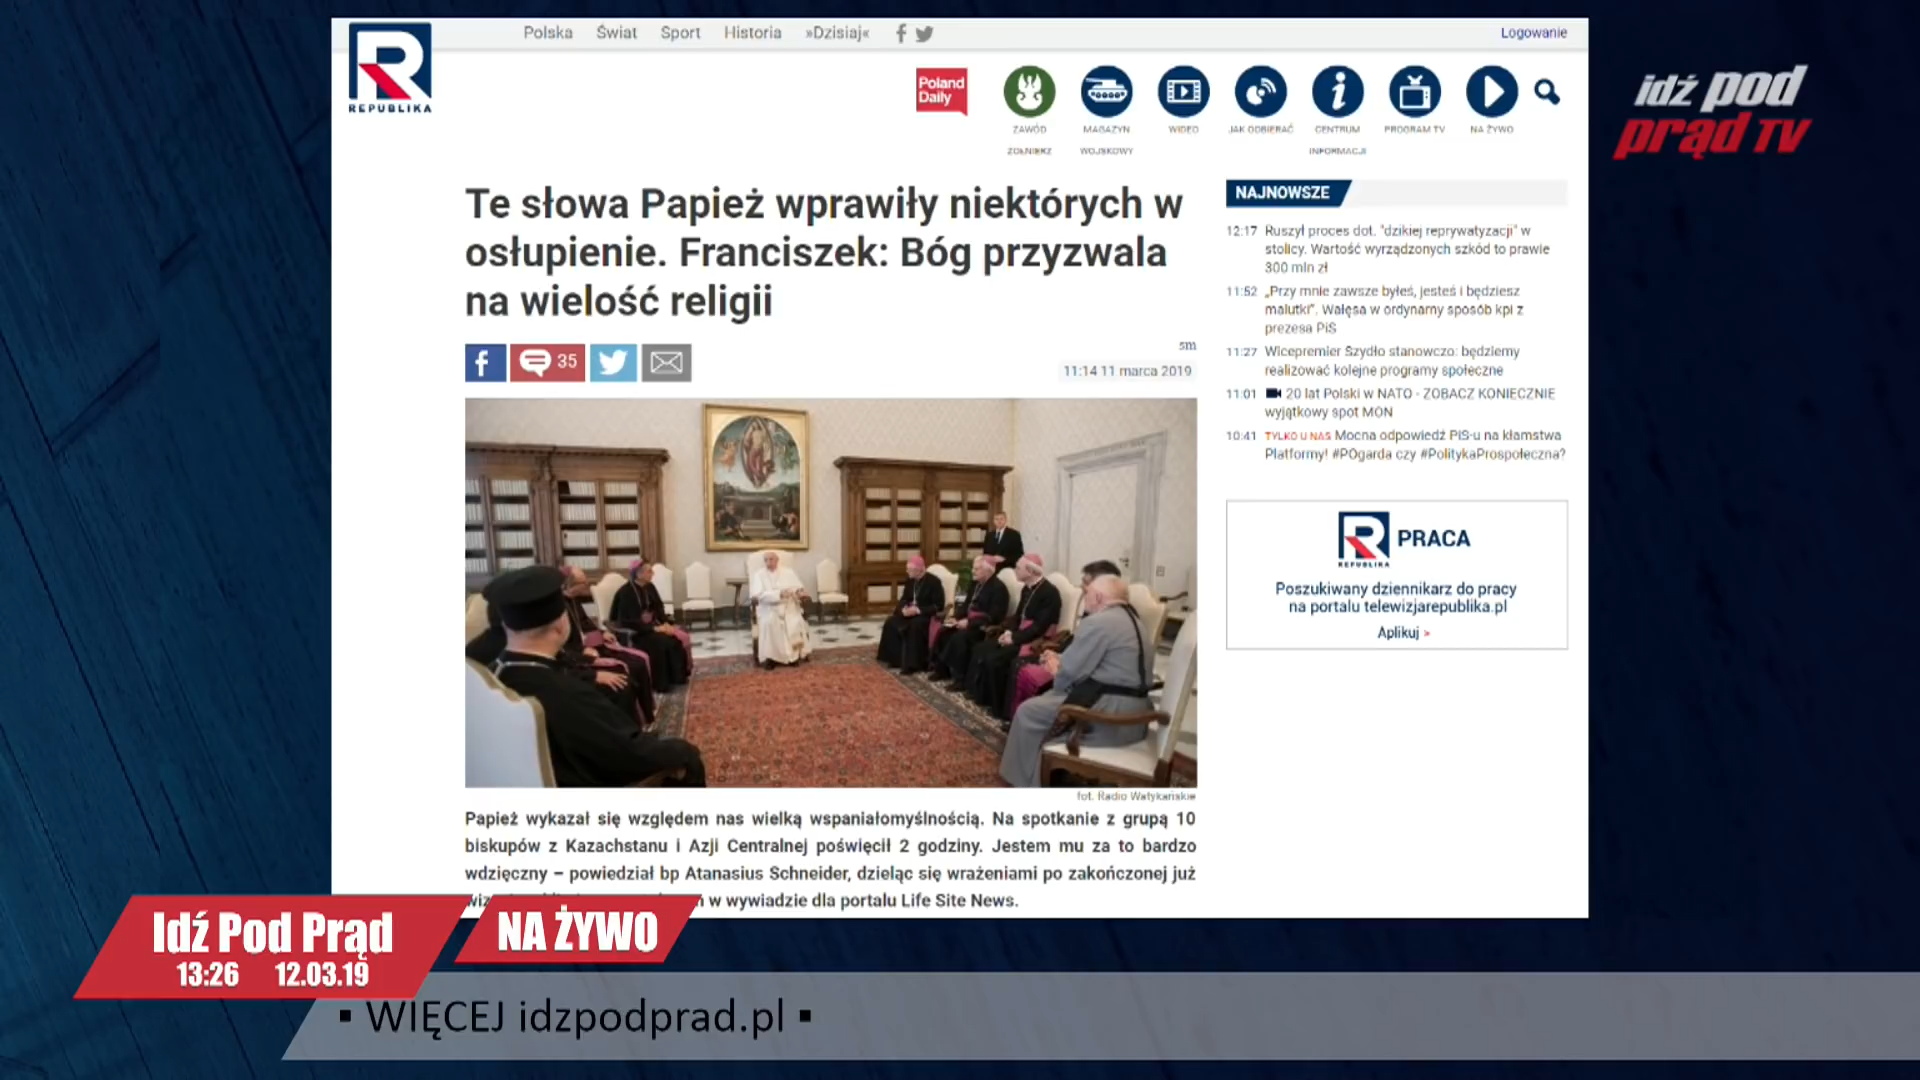 Polska Świat Sport Historia »Dzisiaj« Logowanie
REPUBLIKA
Poland
Daily
ZAWÓD
ŻOŁNIERZ
MAGAZYN
WOJSKOWY
WIDEO
JAK ODBIERAĆ
CENTRUM
INFORMACJI
PROGRAM TV
NA ŻYWO
idź pod
prąd TV
Te słowa Papież wprawiły niektórych w
osłupienie. Franciszek: Bóg przyzwala
na wielość religii
35
sm
11:14 11 marca 2019
NAJNOWSZE
12:17 Ruszył proces dot. "dzikiej reprywatyzacji" w
stolicy. Wartość wyrządzonych szkód to prawie
300 mln zł
11:52 „Przy mnie zawsze byłeś, jesteś i będziesz
malutki”. Wałęsa w ordynarny sposób kpi z
prezesa PiS
11:27 Wicepremier Szydło stanowczo: będziemy
realizować kolejne programy społeczne
11:01 20 lat Polski w NATO - ZOBACZ KONIECZNIE
wyjątkowy spot MON
10:41 TYLKO U NAS Mocna odpowiedź PiS-u na kłamstwa
Platformy! #POgarda czy #PolitykaProspołeczna?
REPUBLIKA PRACA
Poszukiwany dziennikarz do pracy
na portalu telewizjarepublika.pl
Aplikuj >
fot. Radio Watykańskie
Papież wykazał się względem nas wielką wspaniałomyślnością. Na spotkanie z grupą 10
biskupów z Kazachstanu i Azji Centralnej poświęcił 2 godziny. Jestem mu za to bardzo
wdzięczny – powiedział bp Atanasius Schneider, dzieląc się wrażeniami po zakończonej już
w wywiadzie dla portalu Life Site News.
Idź Pod Prąd
13:26 12.03.19
NA ŻYWO
▪ WIĘCEJ idzpodprad.pl ▪